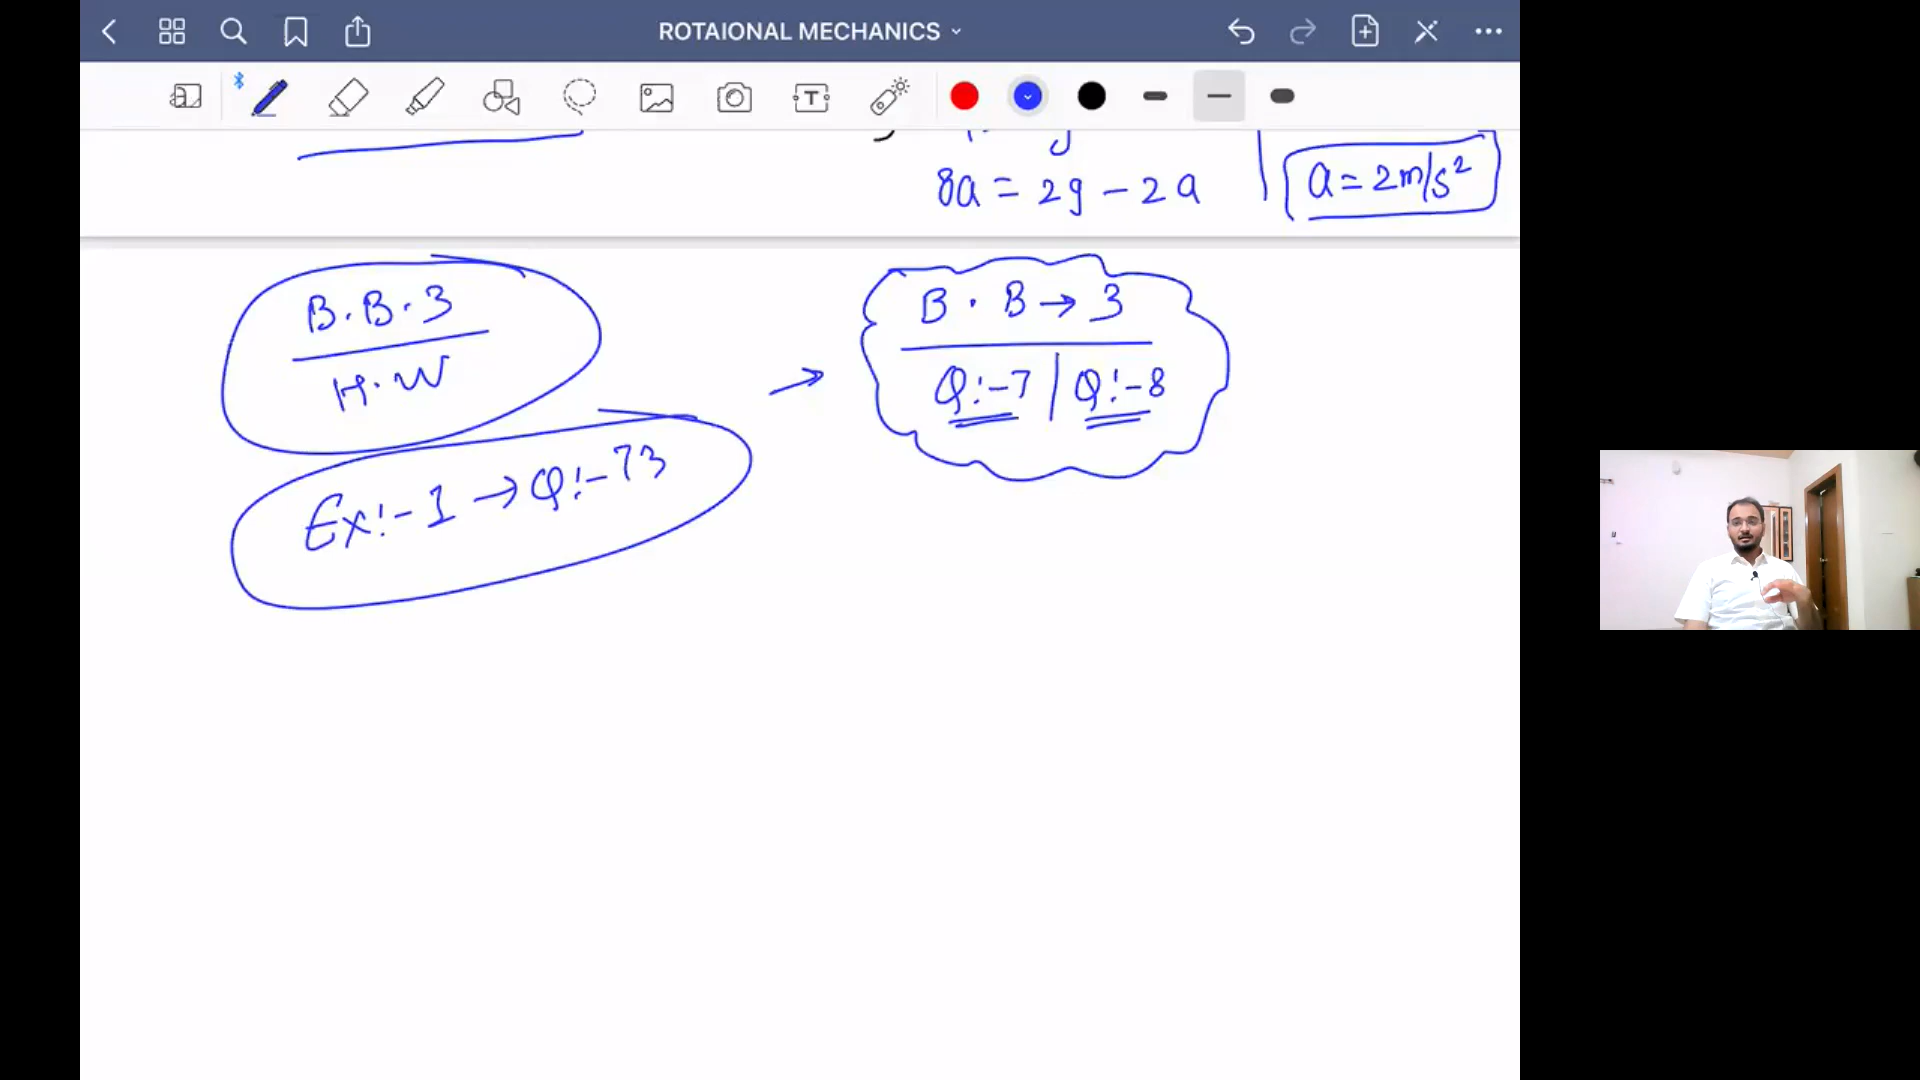 ROTAIONAL MECHANICS
8a = 2g - 2a
a = 2m/s²
B.B.3
H.W
Ex:-1 → Q:-73
B . B → 3
Q:-7 | Q:-8